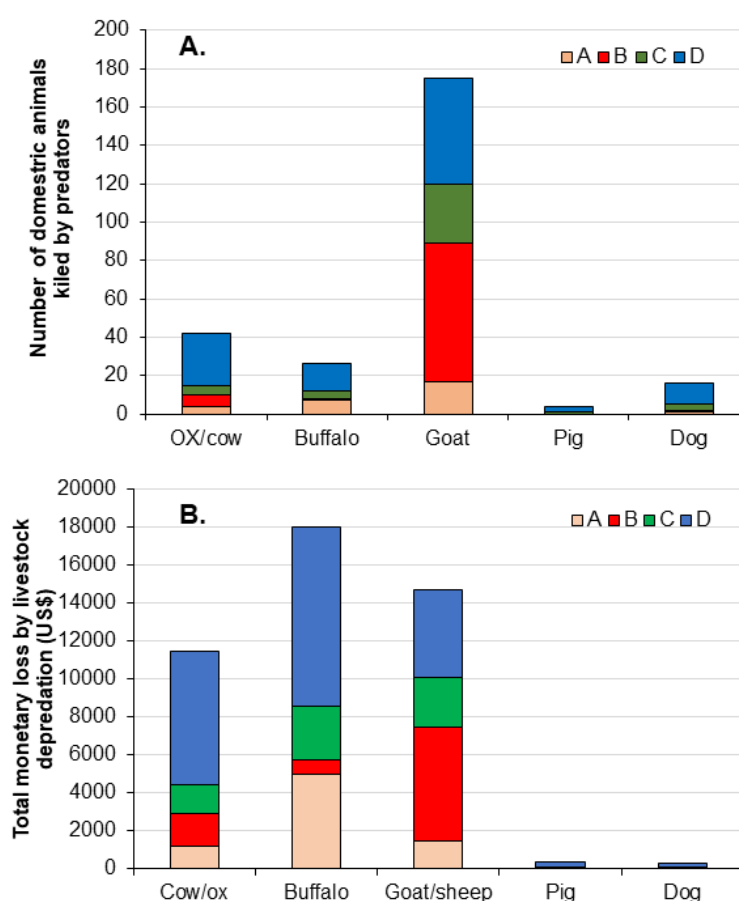 A.
A B C D
Number of domestric animals
kiled by predators
200
180
160
140
120
100
80
60
40
20
0
OX/cow Buffalo Goat Pig Dog
B.
A B C D
Total monetary loss by livestock
depredation (US$)
20000
18000
16000
14000
12000
10000
8000
6000
4000
2000
0
Cow/ox Buffalo Goat/sheep Pig Dog